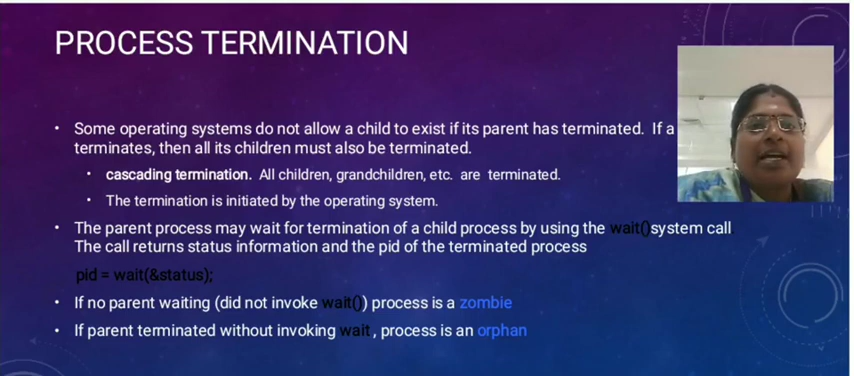 PROCESS TERMINATION
• Some operating systems do not allow a child to exist if its parent has terminated. If a
terminates, then all its children must also be terminated.
• cascading termination. All children, grandchildren, etc. are terminated.
• The termination is initiated by the operating system.
• The parent process may wait for termination of a child process by using the wait()system call
The call returns status information and the pid of the terminated process
pid = wait(&status);
• If no parent waiting (did not invoke wait()) process is a zombie
• If parent terminated without invoking wait, process is an orphan